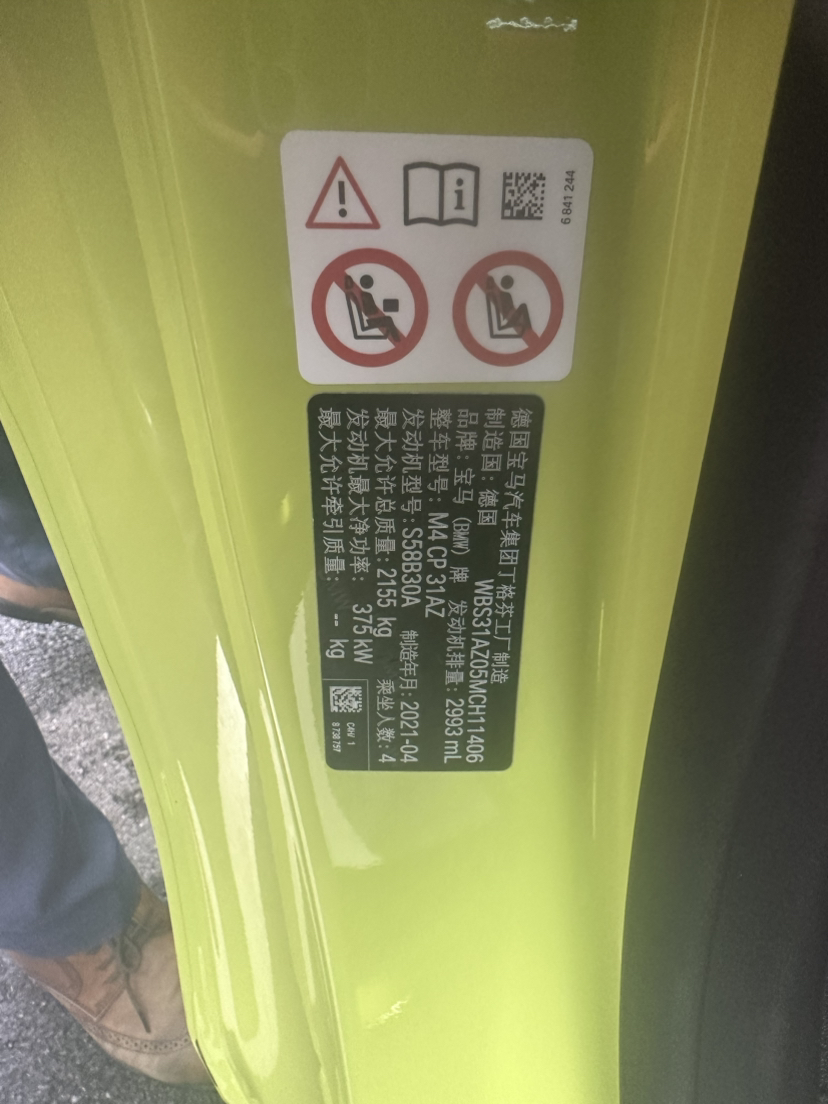 6 841 244
德国宝马汽车集团丁格芬工厂制造
制造国：德国 WBS31AZ05MCH11406
品牌：宝马 (BMW) 牌 发动机排量：2993 mL
整车型号：M4 CP 31AZ
发动机型号：S58B30A 制造年月：2021-04
最大允许总质量：2155 kg 乘坐人数：4
发动机最大净功率： 375 kW
最大允许牵引质量： -- kg
C4H/ 1
8 738 757